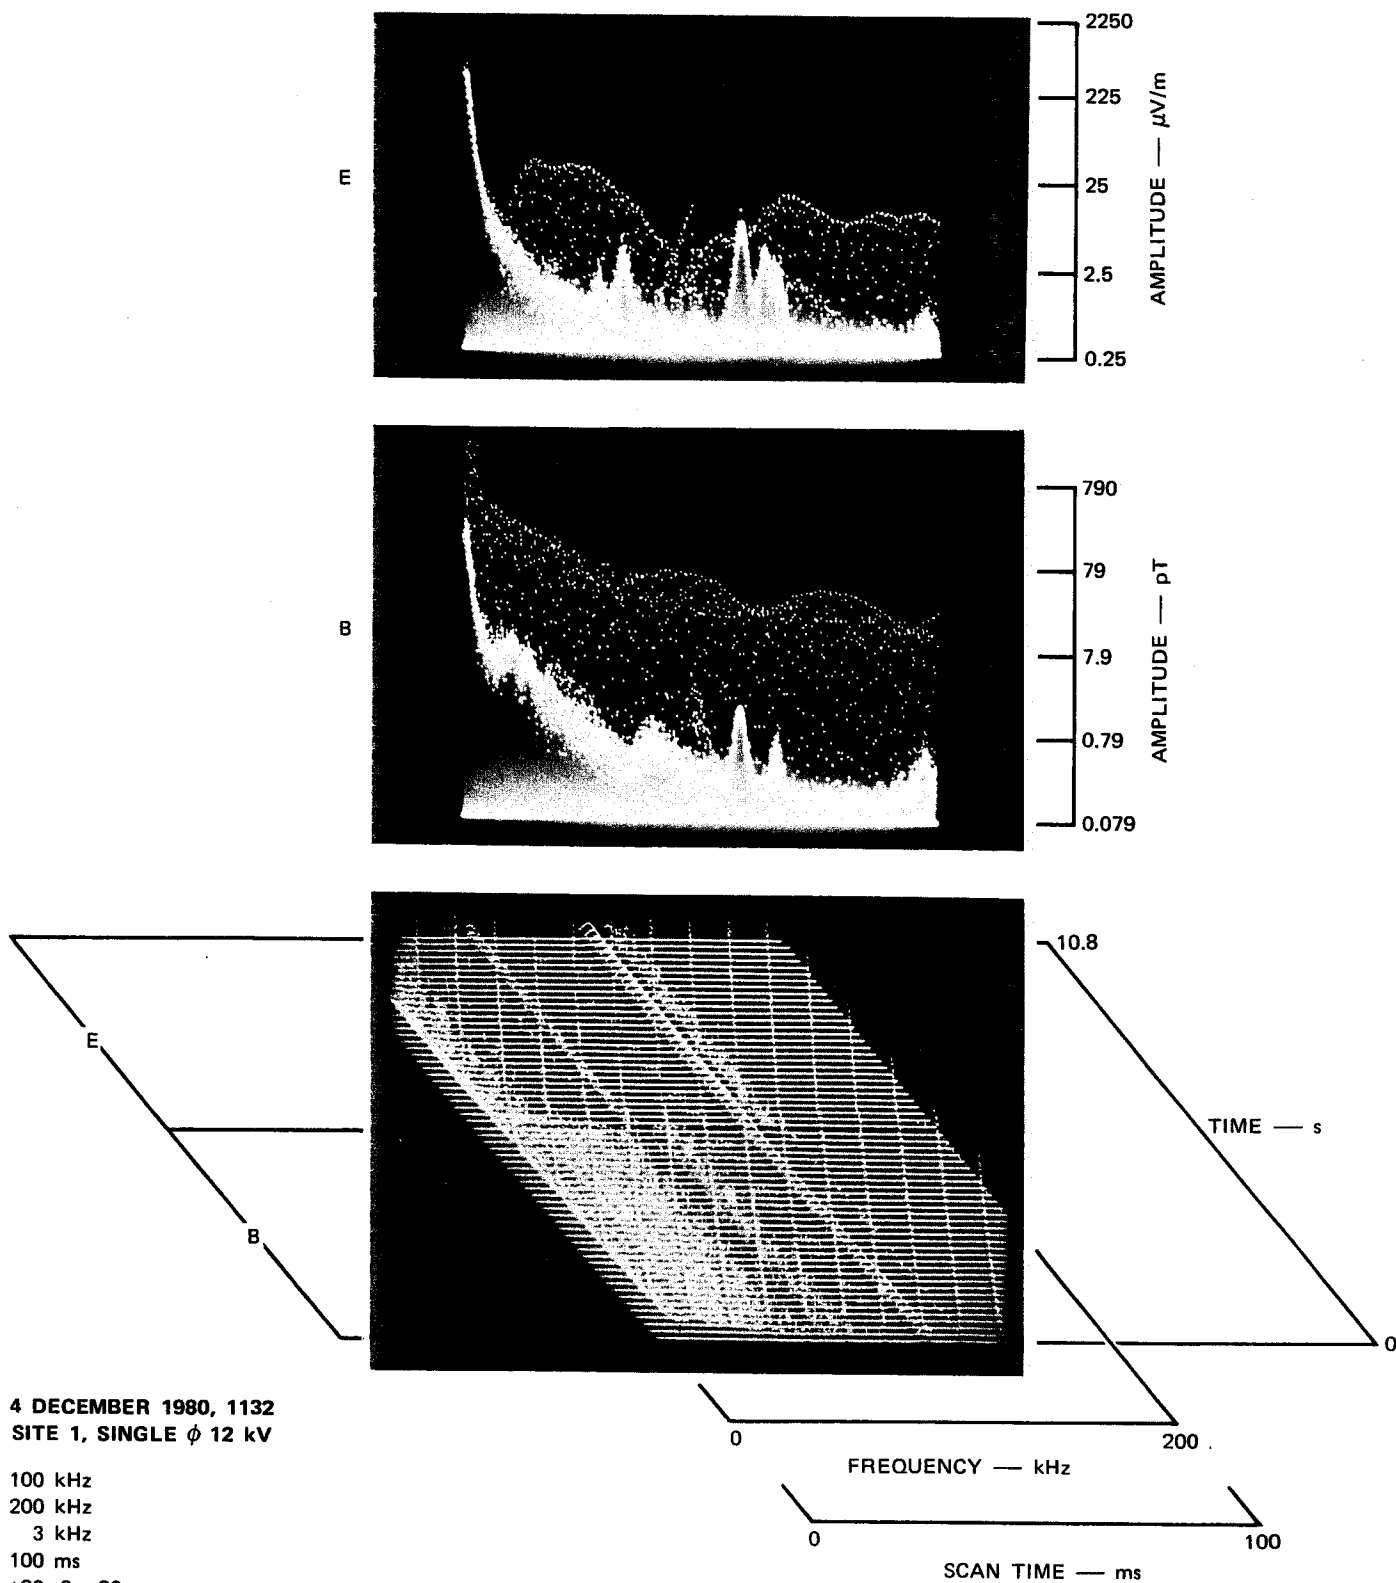 2250
225
25
2.5
0.25
AMPLITUDE — μV/m
E
790
79
7.9
0.79
0.079
AMPLITUDE — pT
B
10.8
E
TIME — s
B
0
4 DECEMBER 1980, 1132
SITE 1, SINGLE ϕ 12 kV
0
200
FREQUENCY — kHz
100 kHz
200 kHz
3 kHz
100 ms
0
100
SCAN TIME — ms